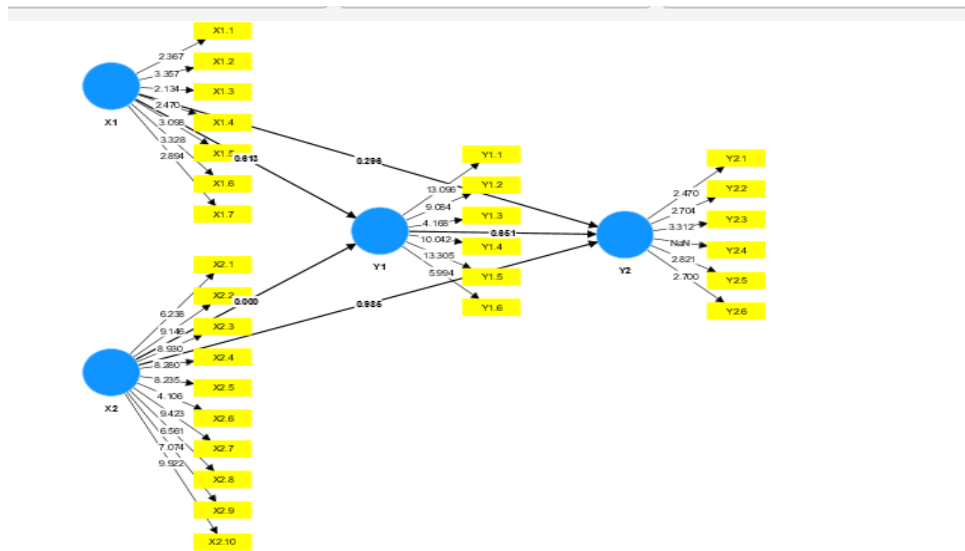 X1.1
2.367
X1.2
3.357
X1.3
2.134
X1
2.470
X1.4
3.098
X1.5
0.613
3.328
X1.6
2.894
X1.7
0.296
Y1.1
13.096
Y1.2
9.084
Y1.3
4.168
0.651
10.042
Y1.4
13.305
Y1.5
5.994
Y1.6
Y1
Y2.1
2.470
Y2.2
2.704
Y2.3
3.312
NaN
Y2.4
2.821
Y2.5
2.700
Y2.6
Y2
X2.1
6.238
X2.2
0.000
9.146
X2.3
8.930
X2.4
8.280
X2.5
8.235
X2
4.106
X2.6
9.423
X2.7
6.561
X2.8
7.074
X2.9
9.922
X2.10
0.985